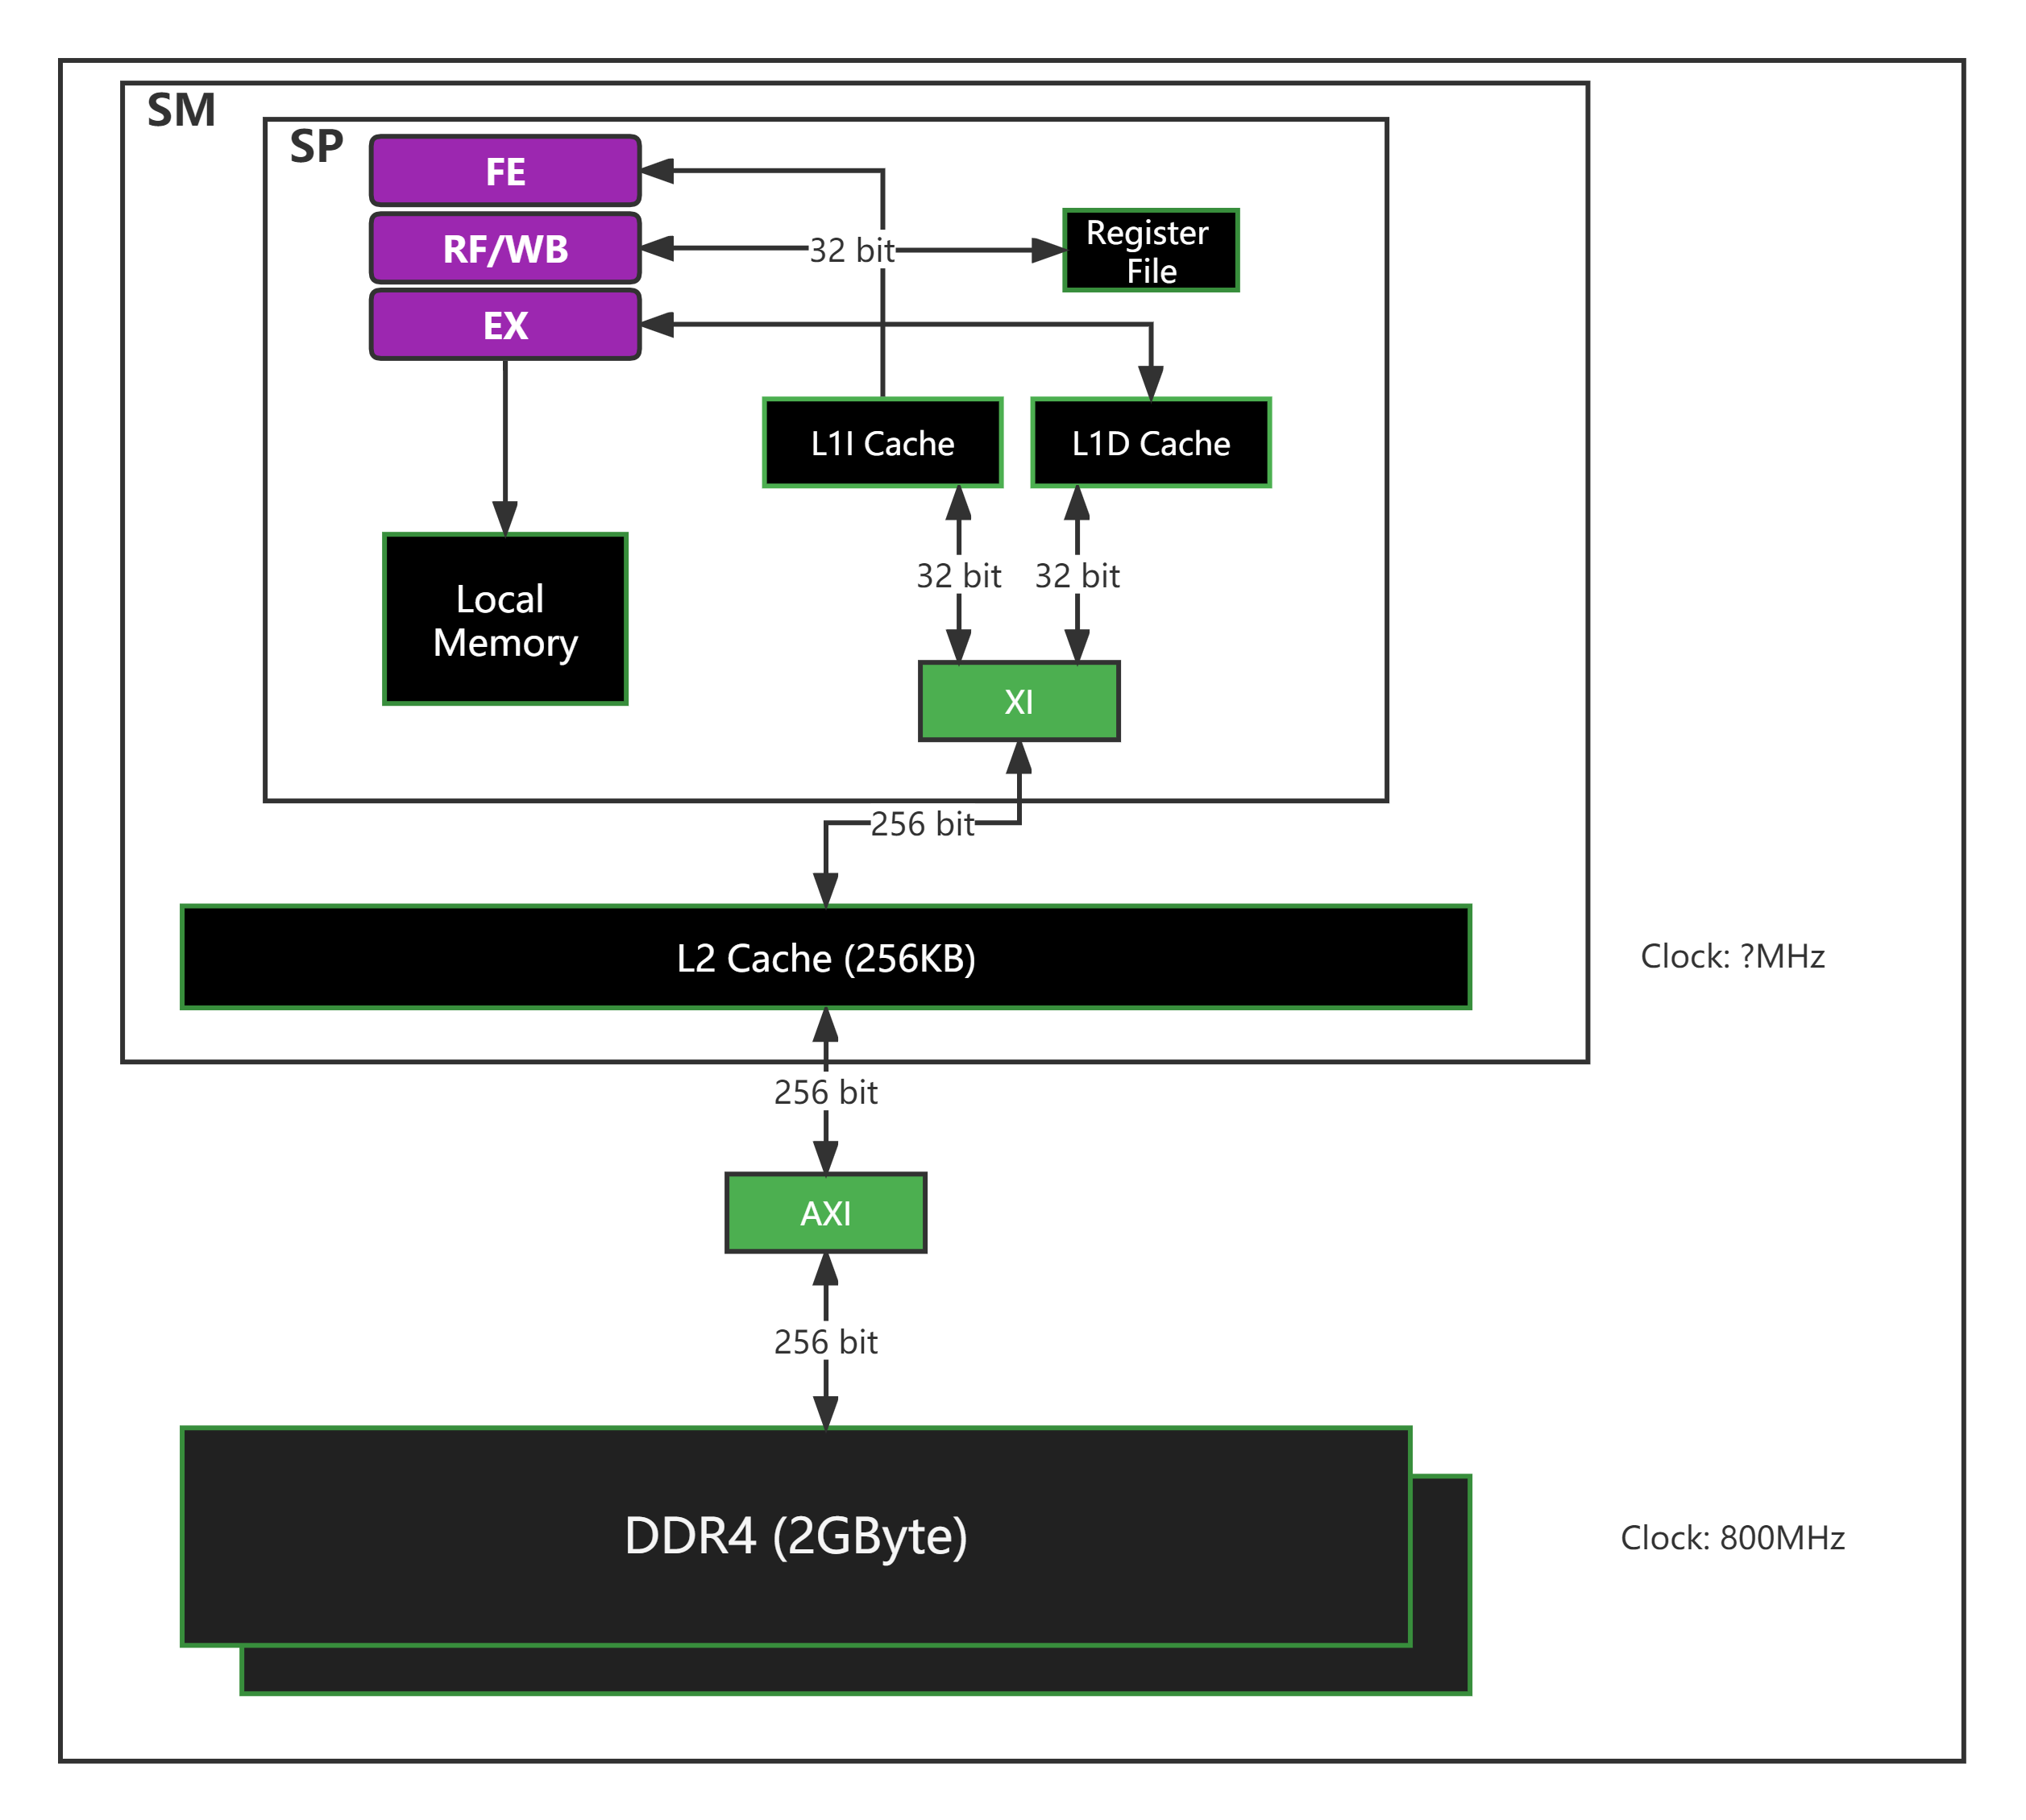 SM
SP
FE
RF/WB
32 bit
Register
File
EX
L1I Cache
L1D Cache
32 bit
32 bit
Local
Memory
XI
256 bit
L2 Cache (256KB)
Clock: ?MHz
256 bit
AXI
256 bit
DDR4 (2GByte)
Clock: 800MHz